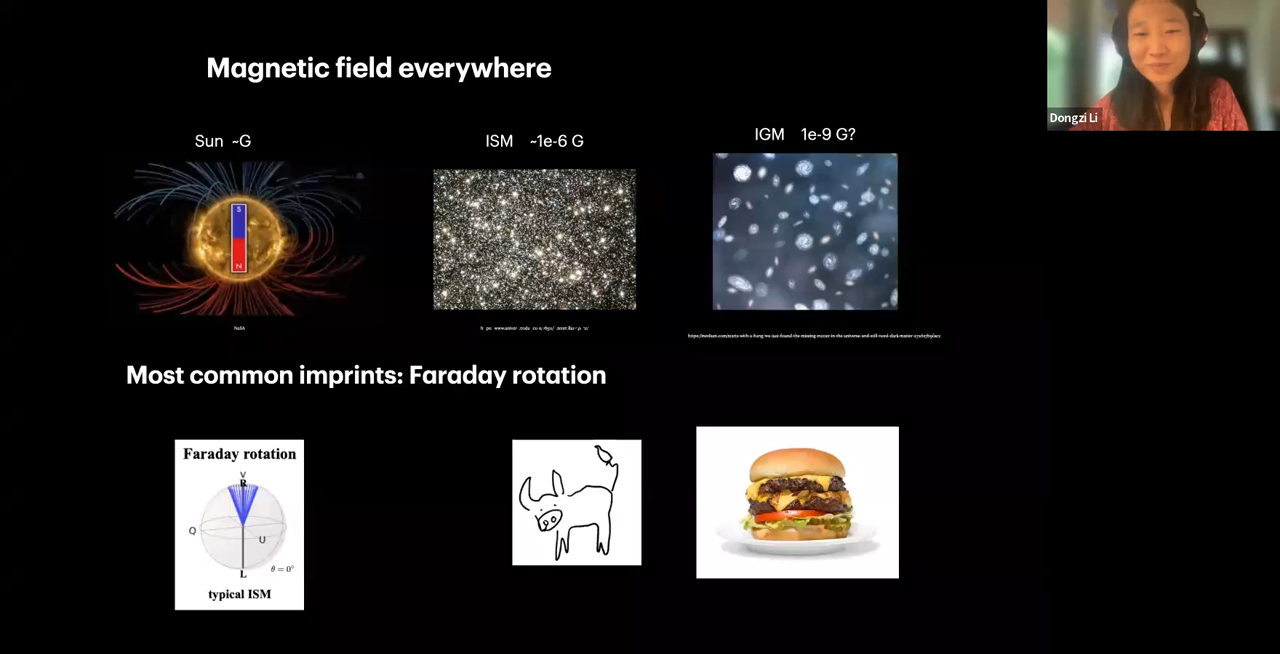 Magnetic field everywhere
Dongzi Li
Sun ~G
ISM ~1e-6 G
IGM 1e-9 G?
S
N
NASA
Most common imprints: Faraday rotation
Faraday rotation
V
R
Q
U
L
θ = 0°
typical ISM